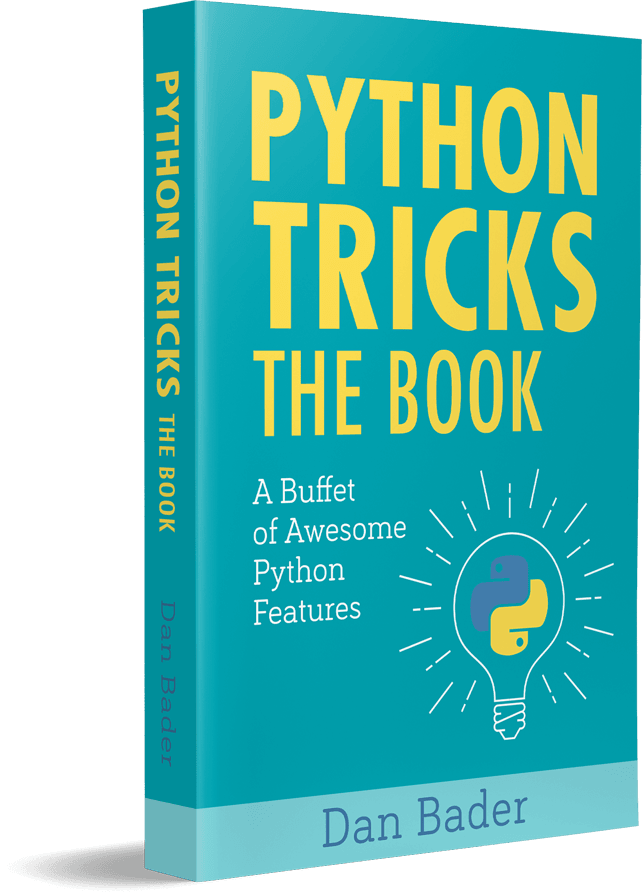 PYTHON TRICKS THE BOOK
Dan Bader
PYTHON
TRICKS
THE BOOK
A Buffet
of Awesome
Python
Features
Dan Bader